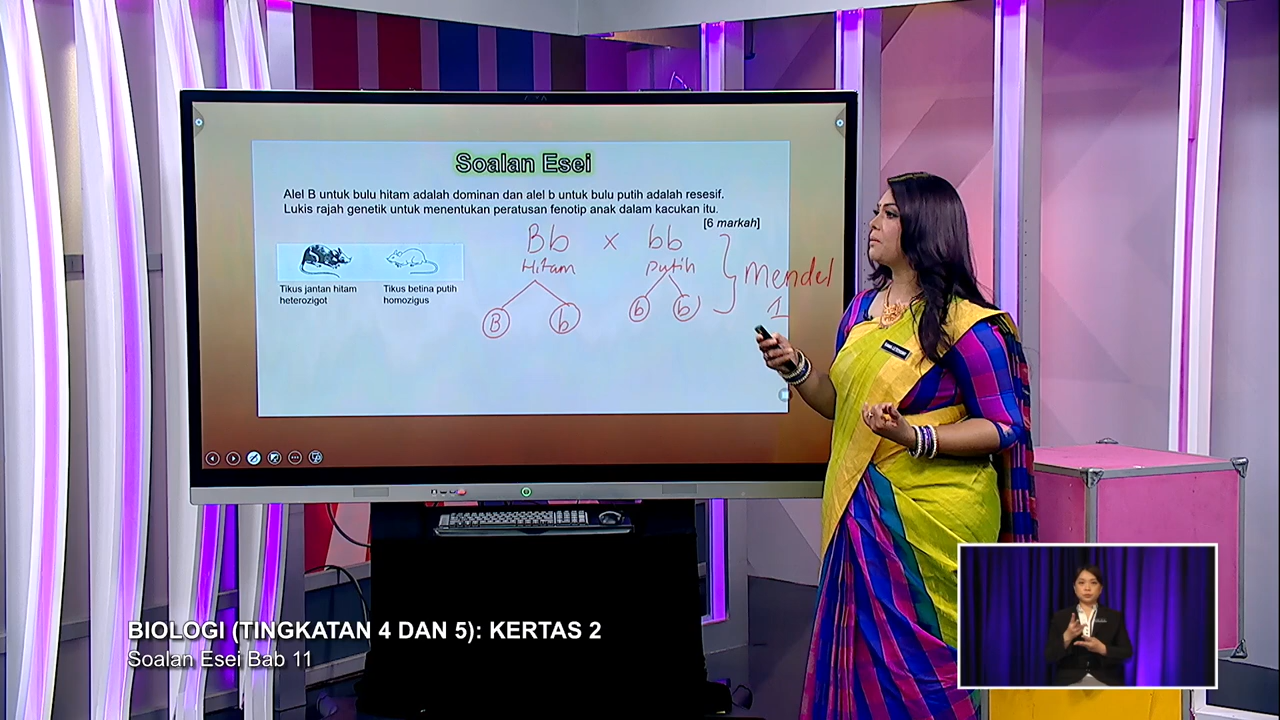 Soalan Esei
Alel B untuk bulu hitam adalah dominan dan alel b untuk bulu putih adalah resesif.
Lukis rajah genetik untuk menentukan peratusan fenotip anak dalam kacukan itu.
[6 markah]
Bb x bb
Hitam Putih
B b b b
Mendel
1
Tikus jantan hitam
heterozigot
Tikus betina putih
homozigus
BIOLOGI (TINGKATAN 4 DAN 5): KERTAS 2
Soalan Esei Bab 11